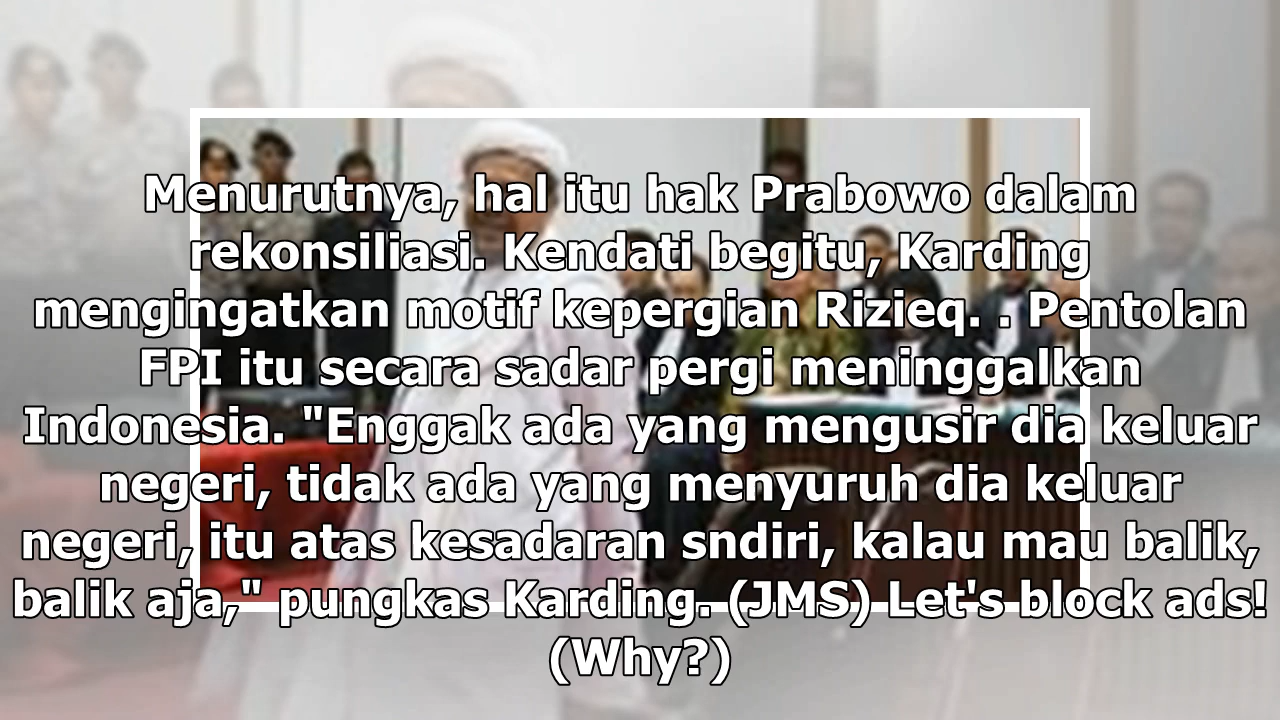 Menurutnya, hal itu hak Prabowo dalam
rekonsiliasi. Kendati begitu, Karding
mengingatkan motif kepergian Rizieq. . Pentolan
FPI itu secara sadar pergi meninggalkan
Indonesia. "Enggak ada yang mengusir dia keluar
negeri, tidak ada yang menyuruh dia keluar
negeri, itu atas kesadaran sndiri, kalau mau balik,
balik aja," pungkas Karding. (JMS) Let's block ads!
(Why?)